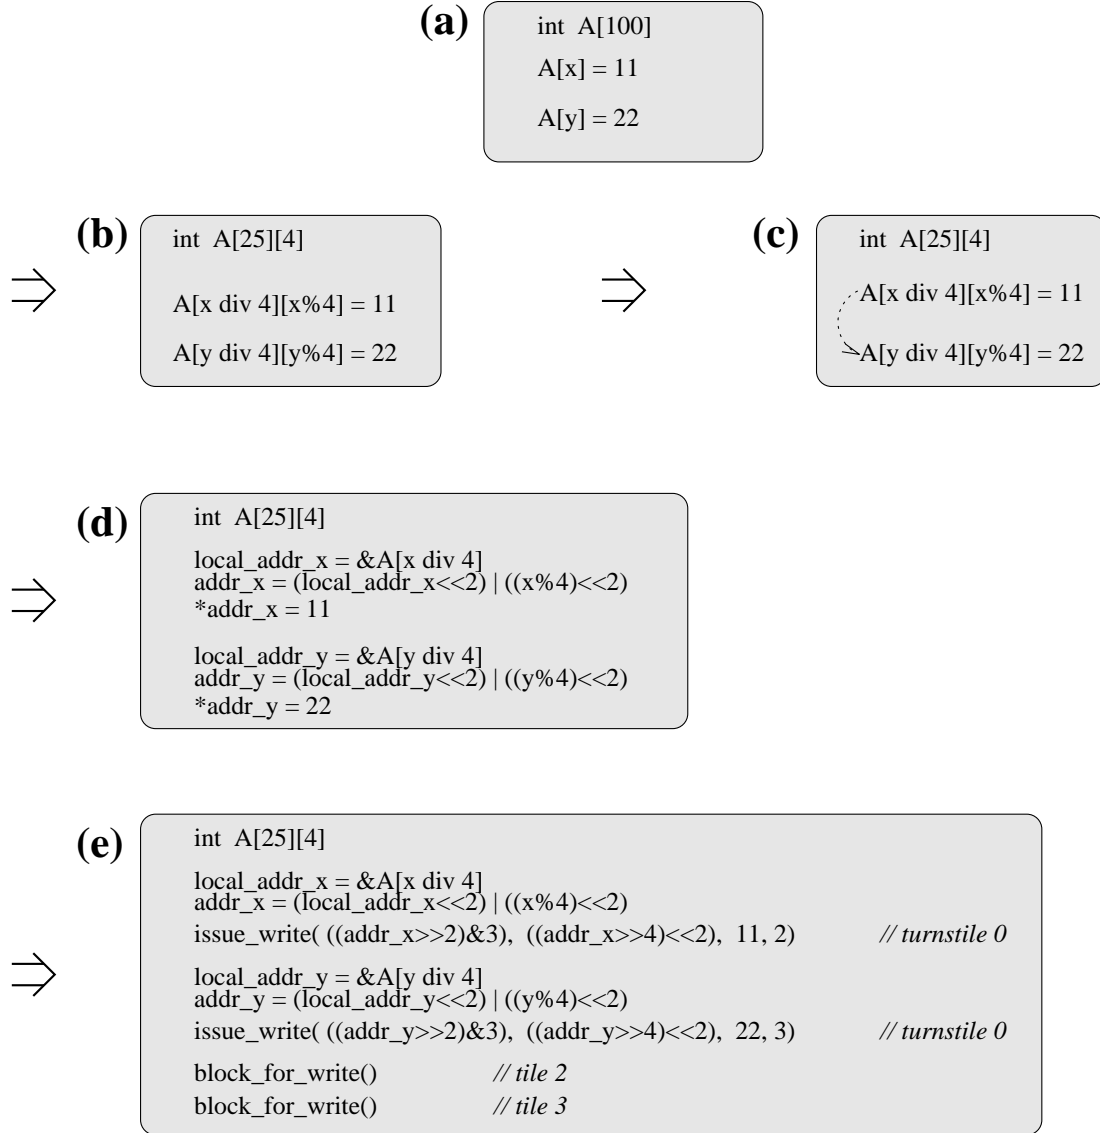 (a)
int A[100]
A[x] = 11
A[y] = 22
(b)
int A[25][4]
A[x div 4][x%4] = 11
A[y div 4][y%4] = 22
(c)
int A[25][4]
A[x div 4][x%4] = 11
A[y div 4][y%4] = 22
(d)
int A[25][4]
local_addr_x = &A[x div 4]
addr_x = (local_addr_x<<2) | ((x%4)<<2)
*addr_x = 11
local_addr_y = &A[y div 4]
addr_y = (local_addr_y<<2) | ((y%4)<<2)
*addr_y = 22
(e)
int A[25][4]
local_addr_x = &A[x div 4]
addr_x = (local_addr_x<<2) | ((x%4)<<2)
issue_write( ((addr_x>>2)&3), ((addr_x>>4)<<2), 11, 2) // turnstile 0
local_addr_y = &A[y div 4]
addr_y = (local_addr_y<<2) | ((y%4)<<2)
issue_write( ((addr_y>>2)&3), ((addr_y>>4)<<2), 22, 3) // turnstile 0
block_for_write() // tile 2
block_for_write() // tile 3